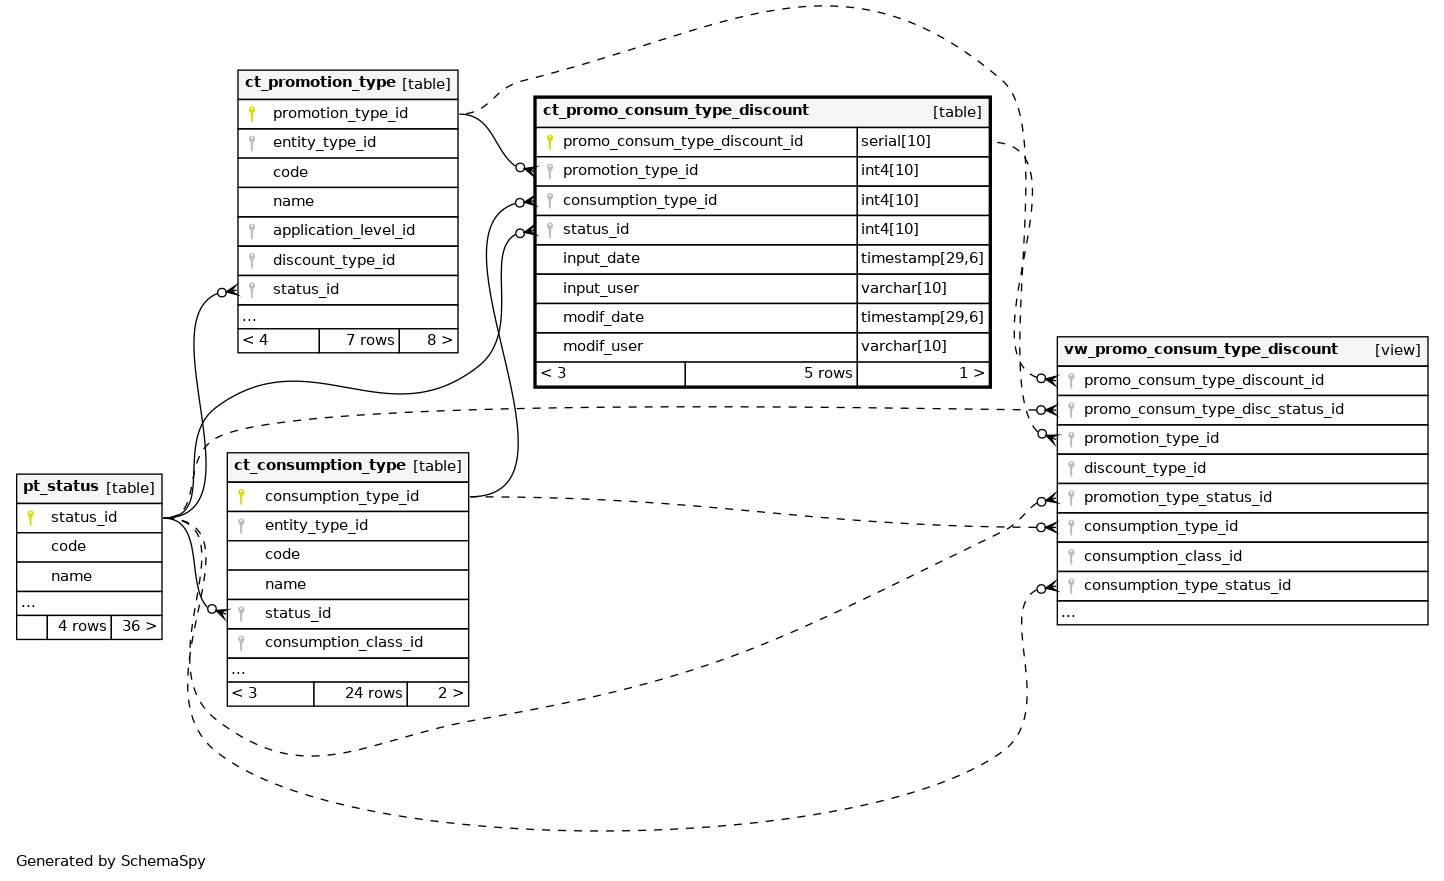 ct_promotion_type [table]
promotion_type_id
entity_type_id
code
name
application_level_id
discount_type_id
status_id
...
< 4 7 rows 8 >
ct_promo_consum_type_discount [table]
promo_consum_type_discount_id serial[10]
promotion_type_id int4[10]
consumption_type_id int4[10]
status_id int4[10]
input_date timestamp[29,6]
input_user varchar[10]
modif_date timestamp[29,6]
modif_user varchar[10]
< 3 5 rows 1 >
vw_promo_consum_type_discount [view]
promo_consum_type_discount_id
promo_consum_type_disc_status_id
promotion_type_id
discount_type_id
promotion_type_status_id
consumption_type_id
consumption_class_id
consumption_type_status_id
...
pt_status [table]
status_id
code
name
...
4 rows 36 >
ct_consumption_type [table]
consumption_type_id
entity_type_id
code
name
status_id
consumption_class_id
...
< 3 24 rows 2 >
Generated by SchemaSpy